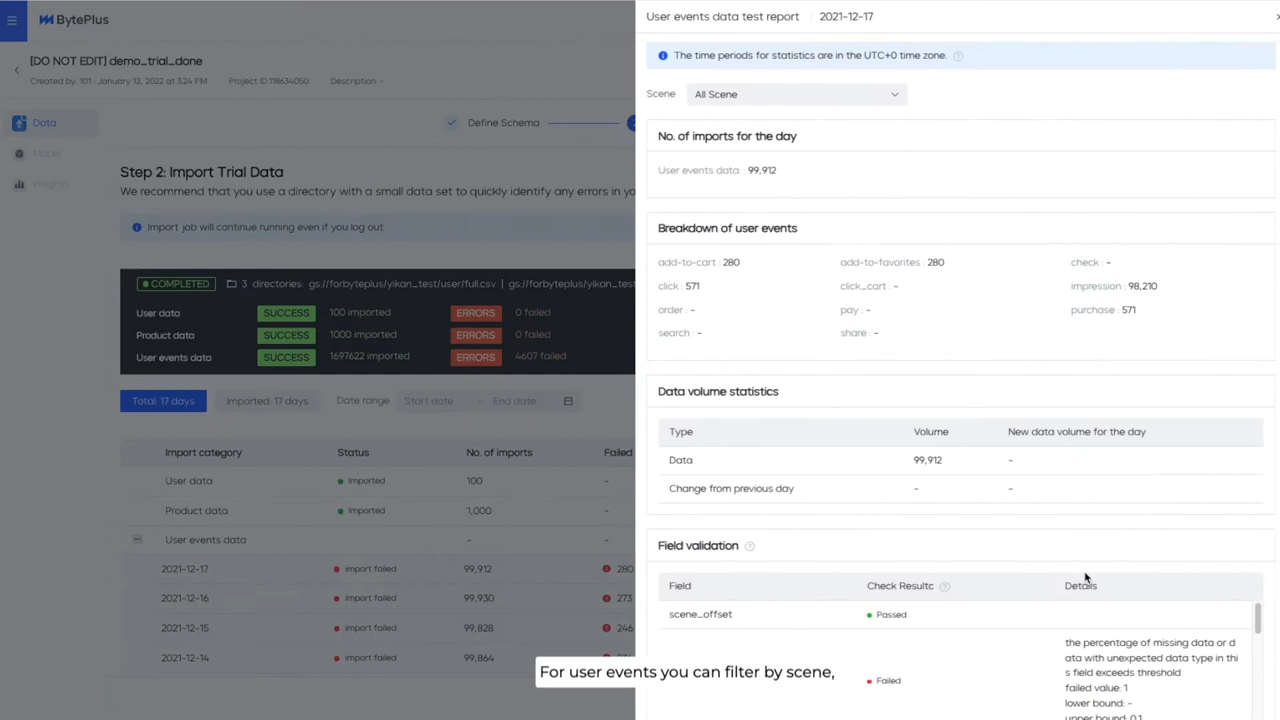 BytePlus
[DO NOT EDIT] demo_trial_done
Created by: 101 - January 12, 2022 at 3:24 PM Project ID 118634050 Description -
Data
Model
Insights
Define Schema
Step 2: Import Trial Data
We recommend that you use a directory with a small data set to quickly identify any errors in yo
Import job will continue running even if you log out
COMPLETED 3 directories: gs://forbyteplus/yikan_test/user/full.csv | gs://forbyteplus/yikan_test
User data SUCCESS 100 imported ERRORS 0 failed
Product data SUCCESS 1000 imported ERRORS 0 failed
User events data SUCCESS 1697622 imported ERRORS 4607 failed
Total: 17 days Imported: 17 days Date range Start date - End date
Import category Status No. of imports Failed
User data Imported 100 -
Product data Imported 1,000 -
User events data - -
2021-12-17 import failed 99,912 280
2021-12-16 import failed 99,930 273
2021-12-15 import failed 99,828 246
2021-12-14 import failed 99,864
User events data test report 2021-12-17
The time periods for statistics are in the UTC+0 time zone.
Scene All Scene
No. of imports for the day
User events data : 99,912
Breakdown of user events
add-to-cart : 280 add-to-favorites : 280 check : -
click : 571 click_cart : - impression : 98,210
order : - pay : - purchase : 571
search : - share : -
Data volume statistics
Type Volume New data volume for the day
Data 99,912 -
Change from previous day - -
Field validation
Field Check Resultc Details
scene_offset Passed
the percentage of missing data or d
ata with unexpected data type in thi
s field exceeds threshold
Failed
failed value: 1
lower bound: -
upper bound: 0.1
For user events you can filter by scene,